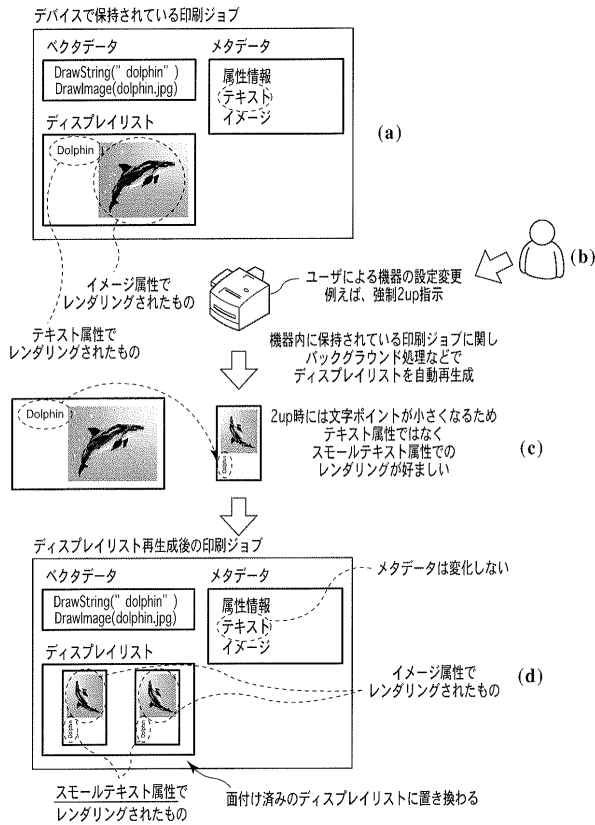 デバイスで保持されている印刷ジョブ
ベクタデータ
DrawString(”dolphin”)
DrawImage(dolphin.jpg)
メタデータ
属性情報
テキスト
イメージ
ディスプレイリスト
Dolphin
(a)
イメージ属性で
レンダリングされたもの
テキスト属性で
レンダリングされたもの
(b)
ユーザによる機器の設定変更
例えば、強制2up指示
機器内に保持されている印刷ジョブに関し
バックグラウンド処理などで
ディスプレイリストを自動再生成
Dolphin
Dolphin
2up時には文字ポイントが小さくなるため
テキスト属性ではなく
スモールテキスト属性での
レンダリングが好ましい
(c)
ディスプレイリスト再生成後の印刷ジョブ
ベクタデータ
DrawString(”dolphin”)
DrawImage(dolphin.jpg)
メタデータ
属性情報
テキスト
イメージ
メタデータは変化しない
ディスプレイリスト
Dolphin
Dolphin
イメージ属性で
レンダリングされたもの
(d)
スモールテキスト属性で
レンダリングされたもの
面付け済みのディスプレイリストに置き換わる